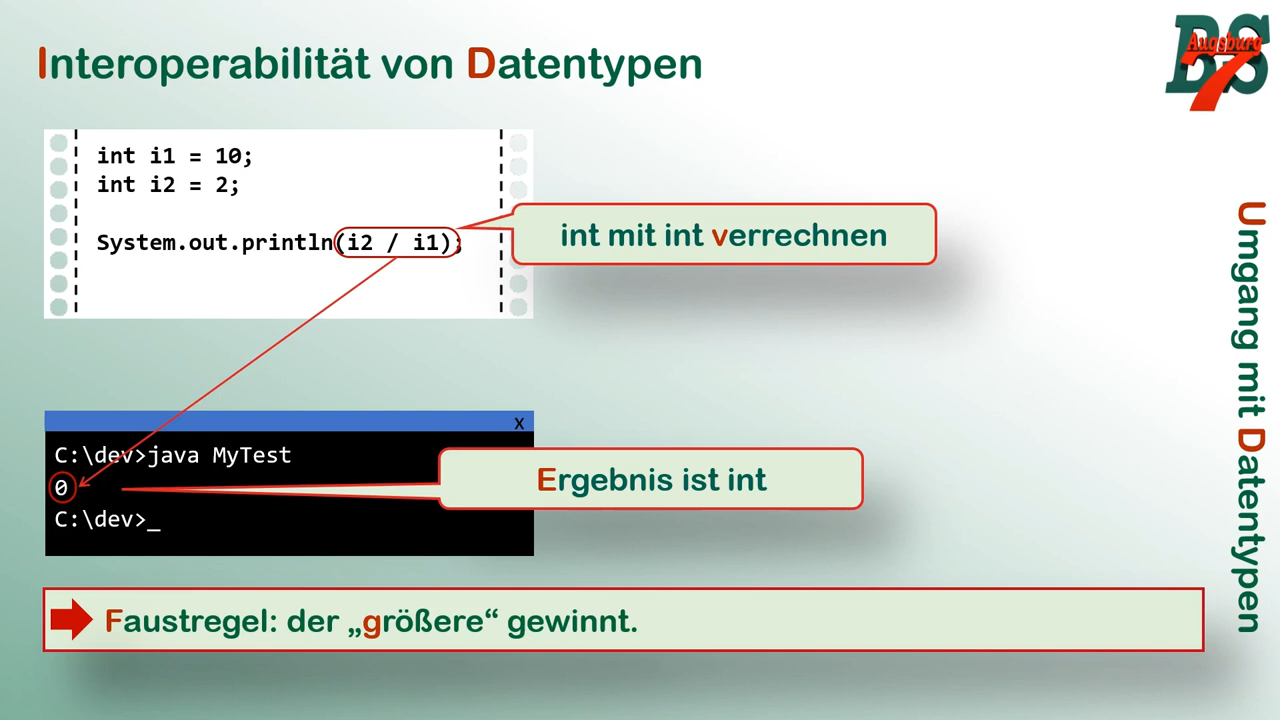 Interoperabilität von Datentypen
BS
Augsburg
7
int i1 = 10;
int i2 = 2;
System.out.println(i2 / i1);
int mit int verrechnen
Umgang mit Datentypen
x
C:\dev>java MyTest
0
C:\dev>_
Ergebnis ist int
Faustregel: der „größere“ gewinnt.